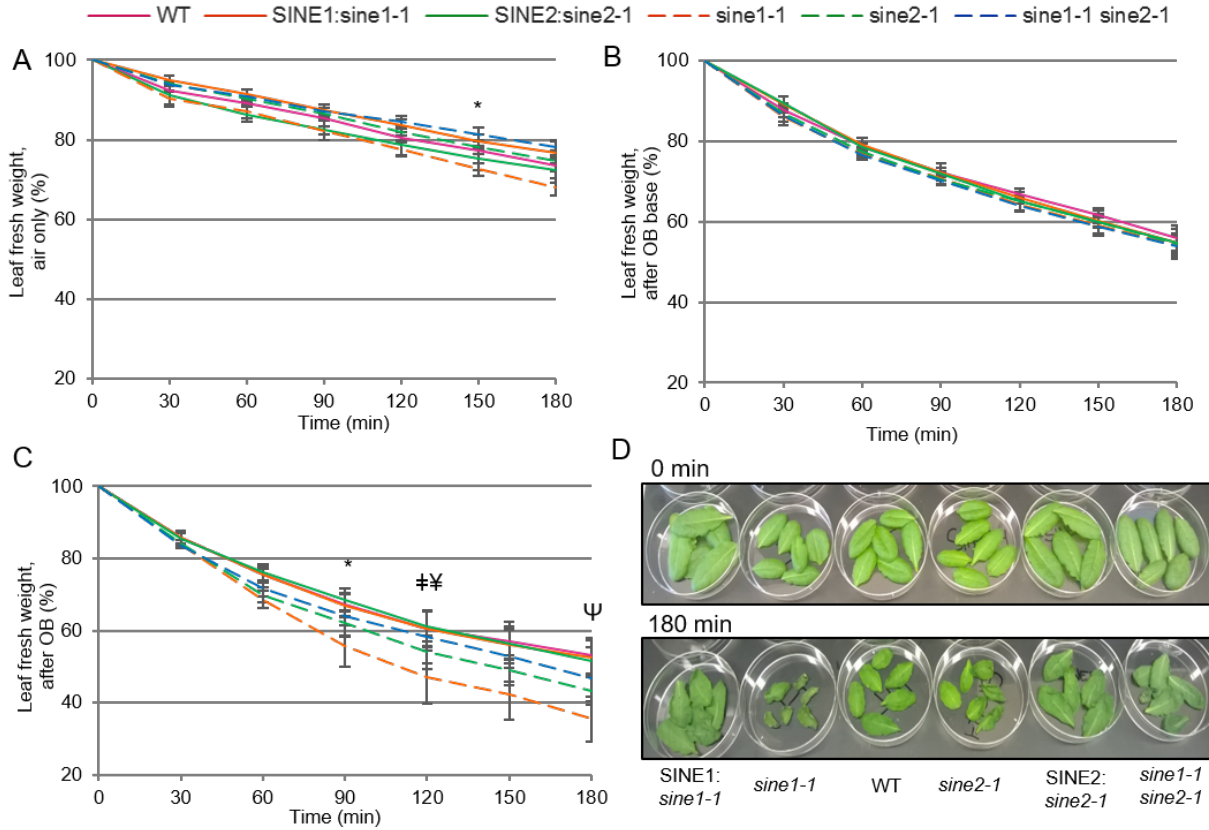 WT SINE1:sine1-1 SINE2:sine2-1 sine1-1 sine2-1 sine1-1 sine2-1
A
Leaf fresh weight,
air only (%)
100
80
60
40
20
*
0 30 60 90 120 150 180
Time (min)
B
Leaf fresh weight,
after OB base (%)
100
80
60
40
20
0 30 60 90 120 150 180
Time (min)
C
Leaf fresh weight,
after OB (%)
100
80
60
40
20
*
ǂ¥
Ψ
0 30 60 90 120 150 180
Time (min)
D
0 min
180 min
SINE1: sine1-1 WT sine2-1 SINE2: sine1-1
sine1-1 sine2-1 sine2-1